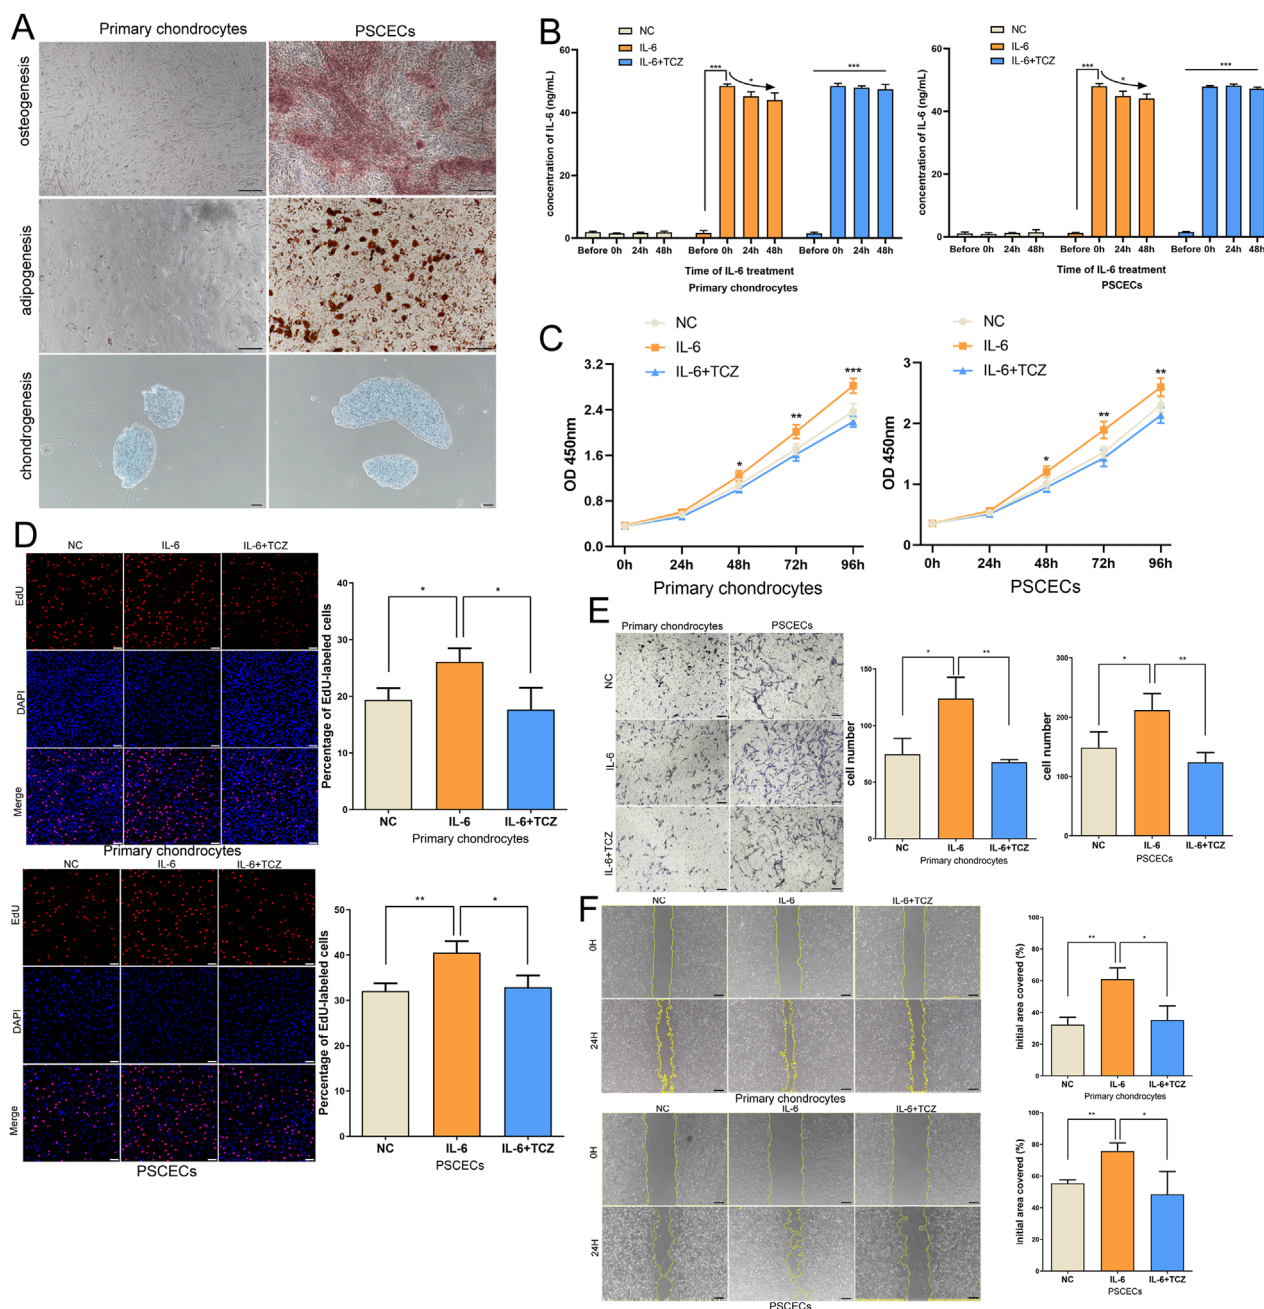 A
Primary chondrocytes
PSCECs
osteogenesis
adipogenesis
chondrogenesis
B
NC
IL-6
IL-6+TCZ
concentration of IL-6 (ng/mL)
60
40
20
0
***
*
***
Before 0h 24h 48h Before 0h 24h 48h Before 0h 24h 48h
Time of IL-6 treatment
Primary chondrocytes
NC
IL-6
IL-6+TCZ
concentration of IL-6 (ng/mL)
60
40
20
0
***
*
***
Before 0h 24h 48h Before 0h 24h 48h Before 0h 24h 48h
Time of IL-6 treatment
PSCECs
C
NC
IL-6
IL-6+TCZ
OD 450nm
3.2
2.4
1.6
0.8
0.0
*
**
***
0h 24h 48h 72h 96h
Primary chondrocytes
NC
IL-6
IL-6+TCZ
OD 450nm
3
2
1
0
*
**
**
0h 24h 48h 72h 96h
PSCECs
D
NC IL-6 IL-6+TCZ
EdU
DAPI
Merge
Primary chondrocytes
Percentage of EdU-labeled cells
40
30
20
10
0
* *
NC IL-6 IL-6+TCZ
Primary chondrocytes
NC IL-6 IL-6+TCZ
EdU
DAPI
Merge
PSCECs
Percentage of EdU-labeled cells
50
40
30
20
10
0
** *
NC IL-6 IL-6+TCZ
PSCECs
E
Primary chondrocytes PSCECs
NC
IL-6
IL-6+TCZ
cell number
150
100
50
0
* **
NC IL-6 IL-6+TCZ
Primary chondrocytes
cell number
300
200
100
0
* **
NC IL-6 IL-6+TCZ
PSCECs
F
NC IL-6 IL-6+TCZ
0H
24H
Primary chondrocytes
Initial area covered (%)
100
80
60
40
20
0
** *
NC IL-6 IL-6+TCZ
Primary chondrocytes
NC IL-6 IL-6+TCZ
0H
24H
PSCECs
Initial area covered (%)
100
80
60
40
20
0
** *
NC IL-6 IL-6+TCZ
PSCECs